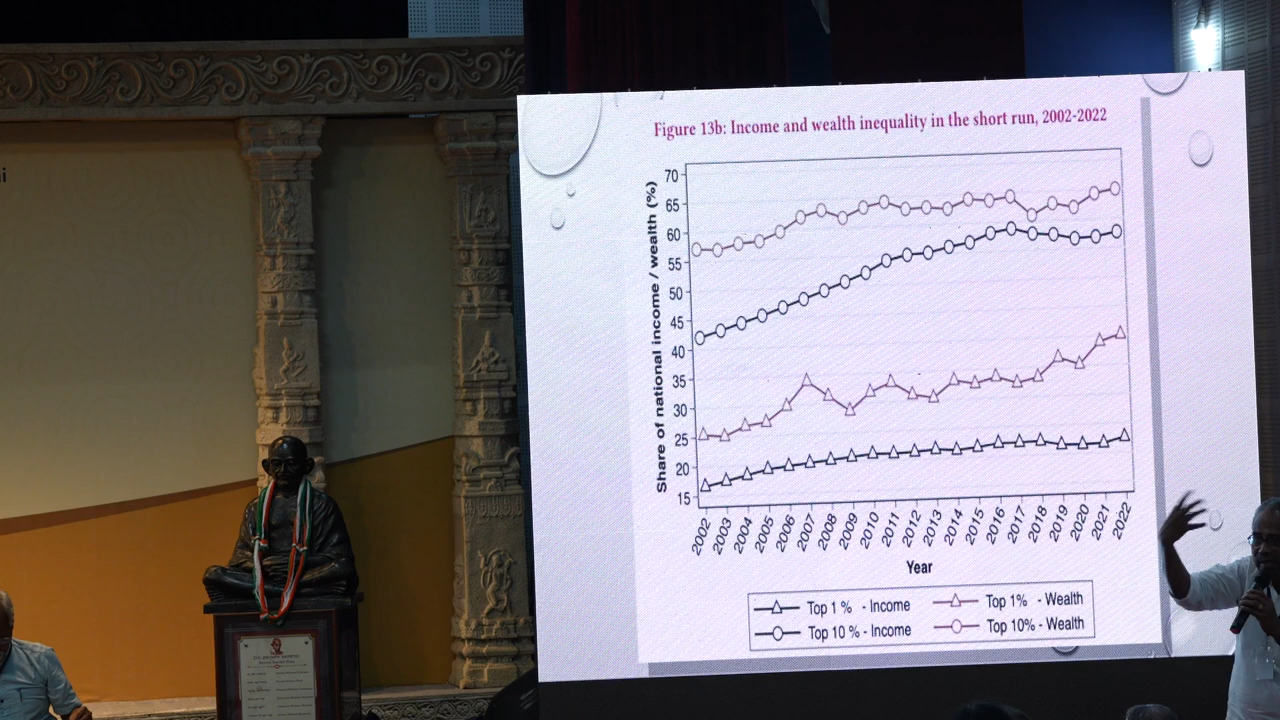 Figure 13b: Income and wealth inequality in the short run, 2002-2022
Share of national income / wealth (%)
70
65
60
55
50
45
40
35
30
25
20
15
2002 2003 2004 2005 2006 2007 2008 2009 2010 2011 2012 2013 2014 2015 2016 2017 2018 2019 2020 2021 2022
Year
Top 1 % - Income
Top 1% - Wealth
Top 10 % - Income
Top 10% - Wealth